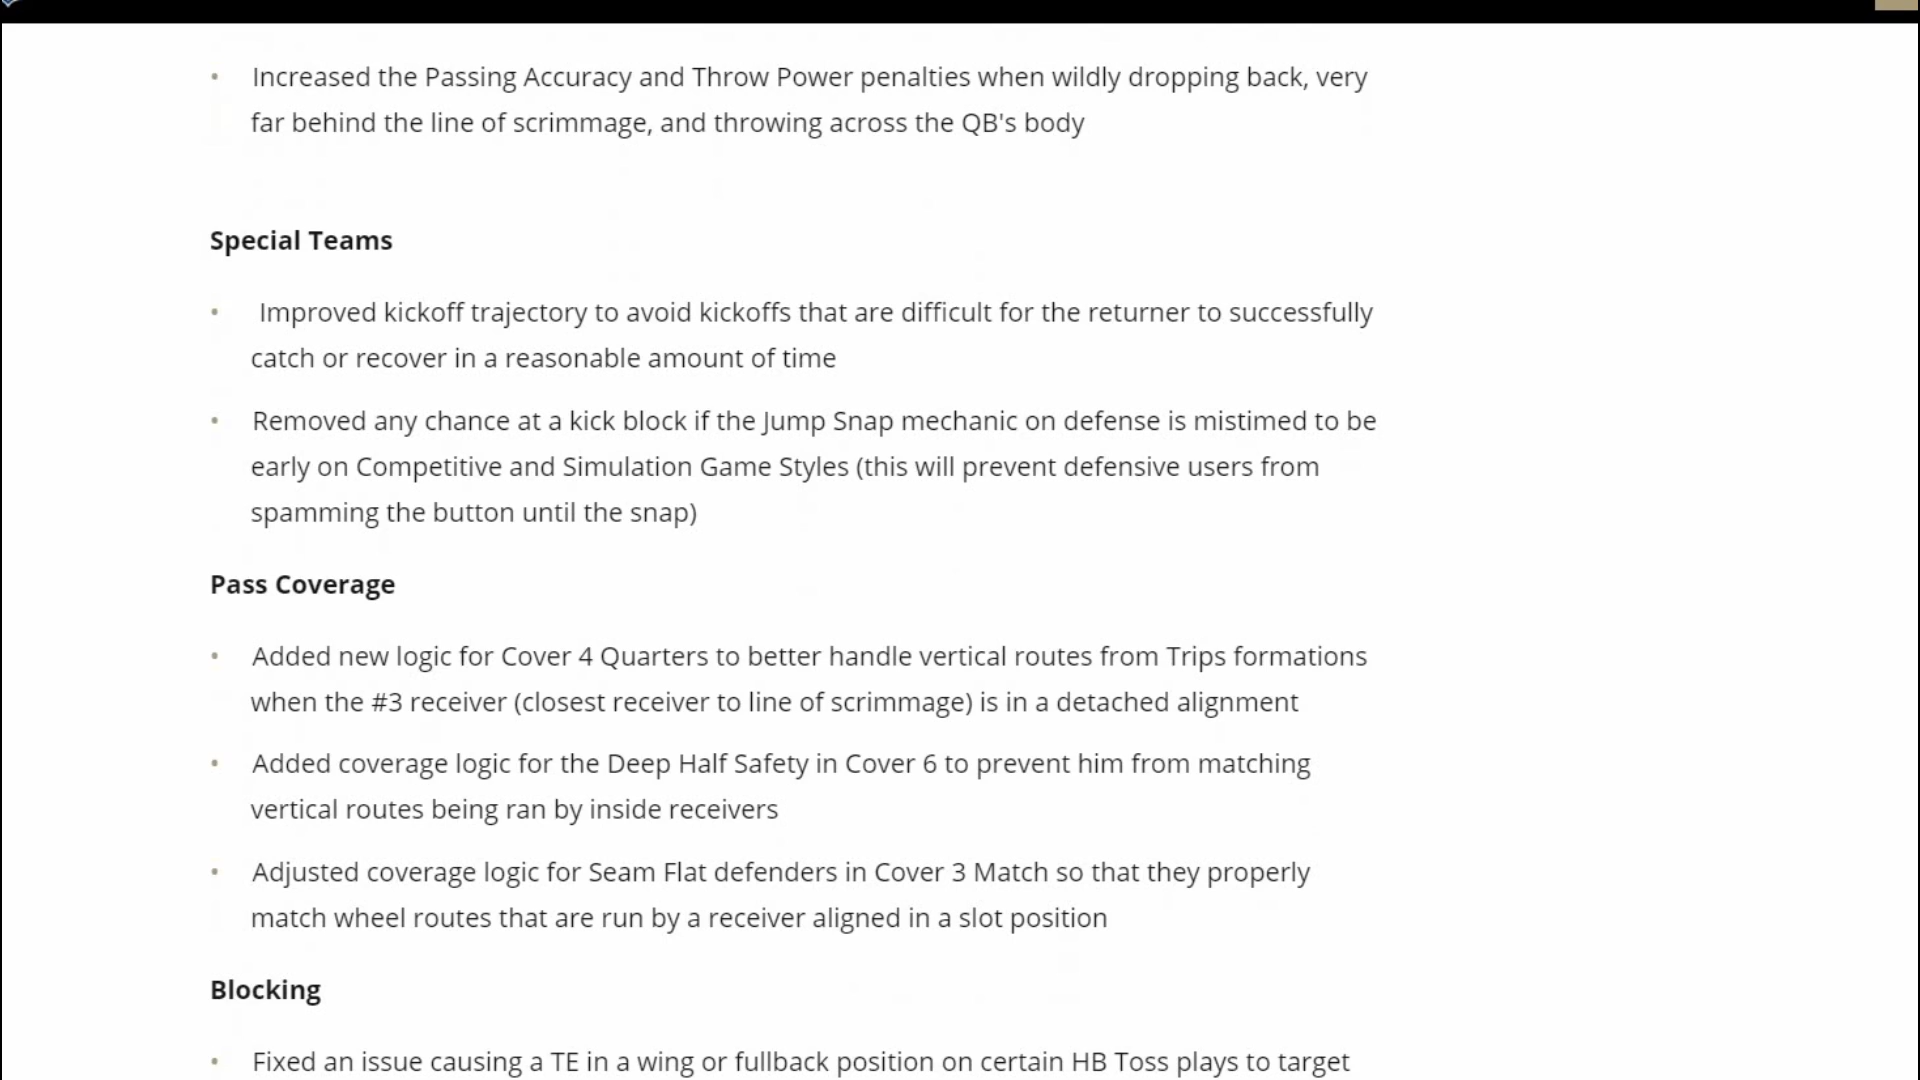 • Increased the Passing Accuracy and Throw Power penalties when wildly dropping back, very
far behind the line of scrimmage, and throwing across the QB's body
Special Teams
• Improved kickoff trajectory to avoid kickoffs that are difficult for the returner to successfully
catch or recover in a reasonable amount of time
• Removed any chance at a kick block if the Jump Snap mechanic on defense is mistimed to be
early on Competitive and Simulation Game Styles (this will prevent defensive users from
spamming the button until the snap)
Pass Coverage
• Added new logic for Cover 4 Quarters to better handle vertical routes from Trips formations
when the #3 receiver (closest receiver to line of scrimmage) is in a detached alignment
• Added coverage logic for the Deep Half Safety in Cover 6 to prevent him from matching
vertical routes being ran by inside receivers
• Adjusted coverage logic for Seam Flat defenders in Cover 3 Match so that they properly
match wheel routes that are run by a receiver aligned in a slot position
Blocking
• Fixed an issue causing a TE in a wing or fullback position on certain HB Toss plays to target